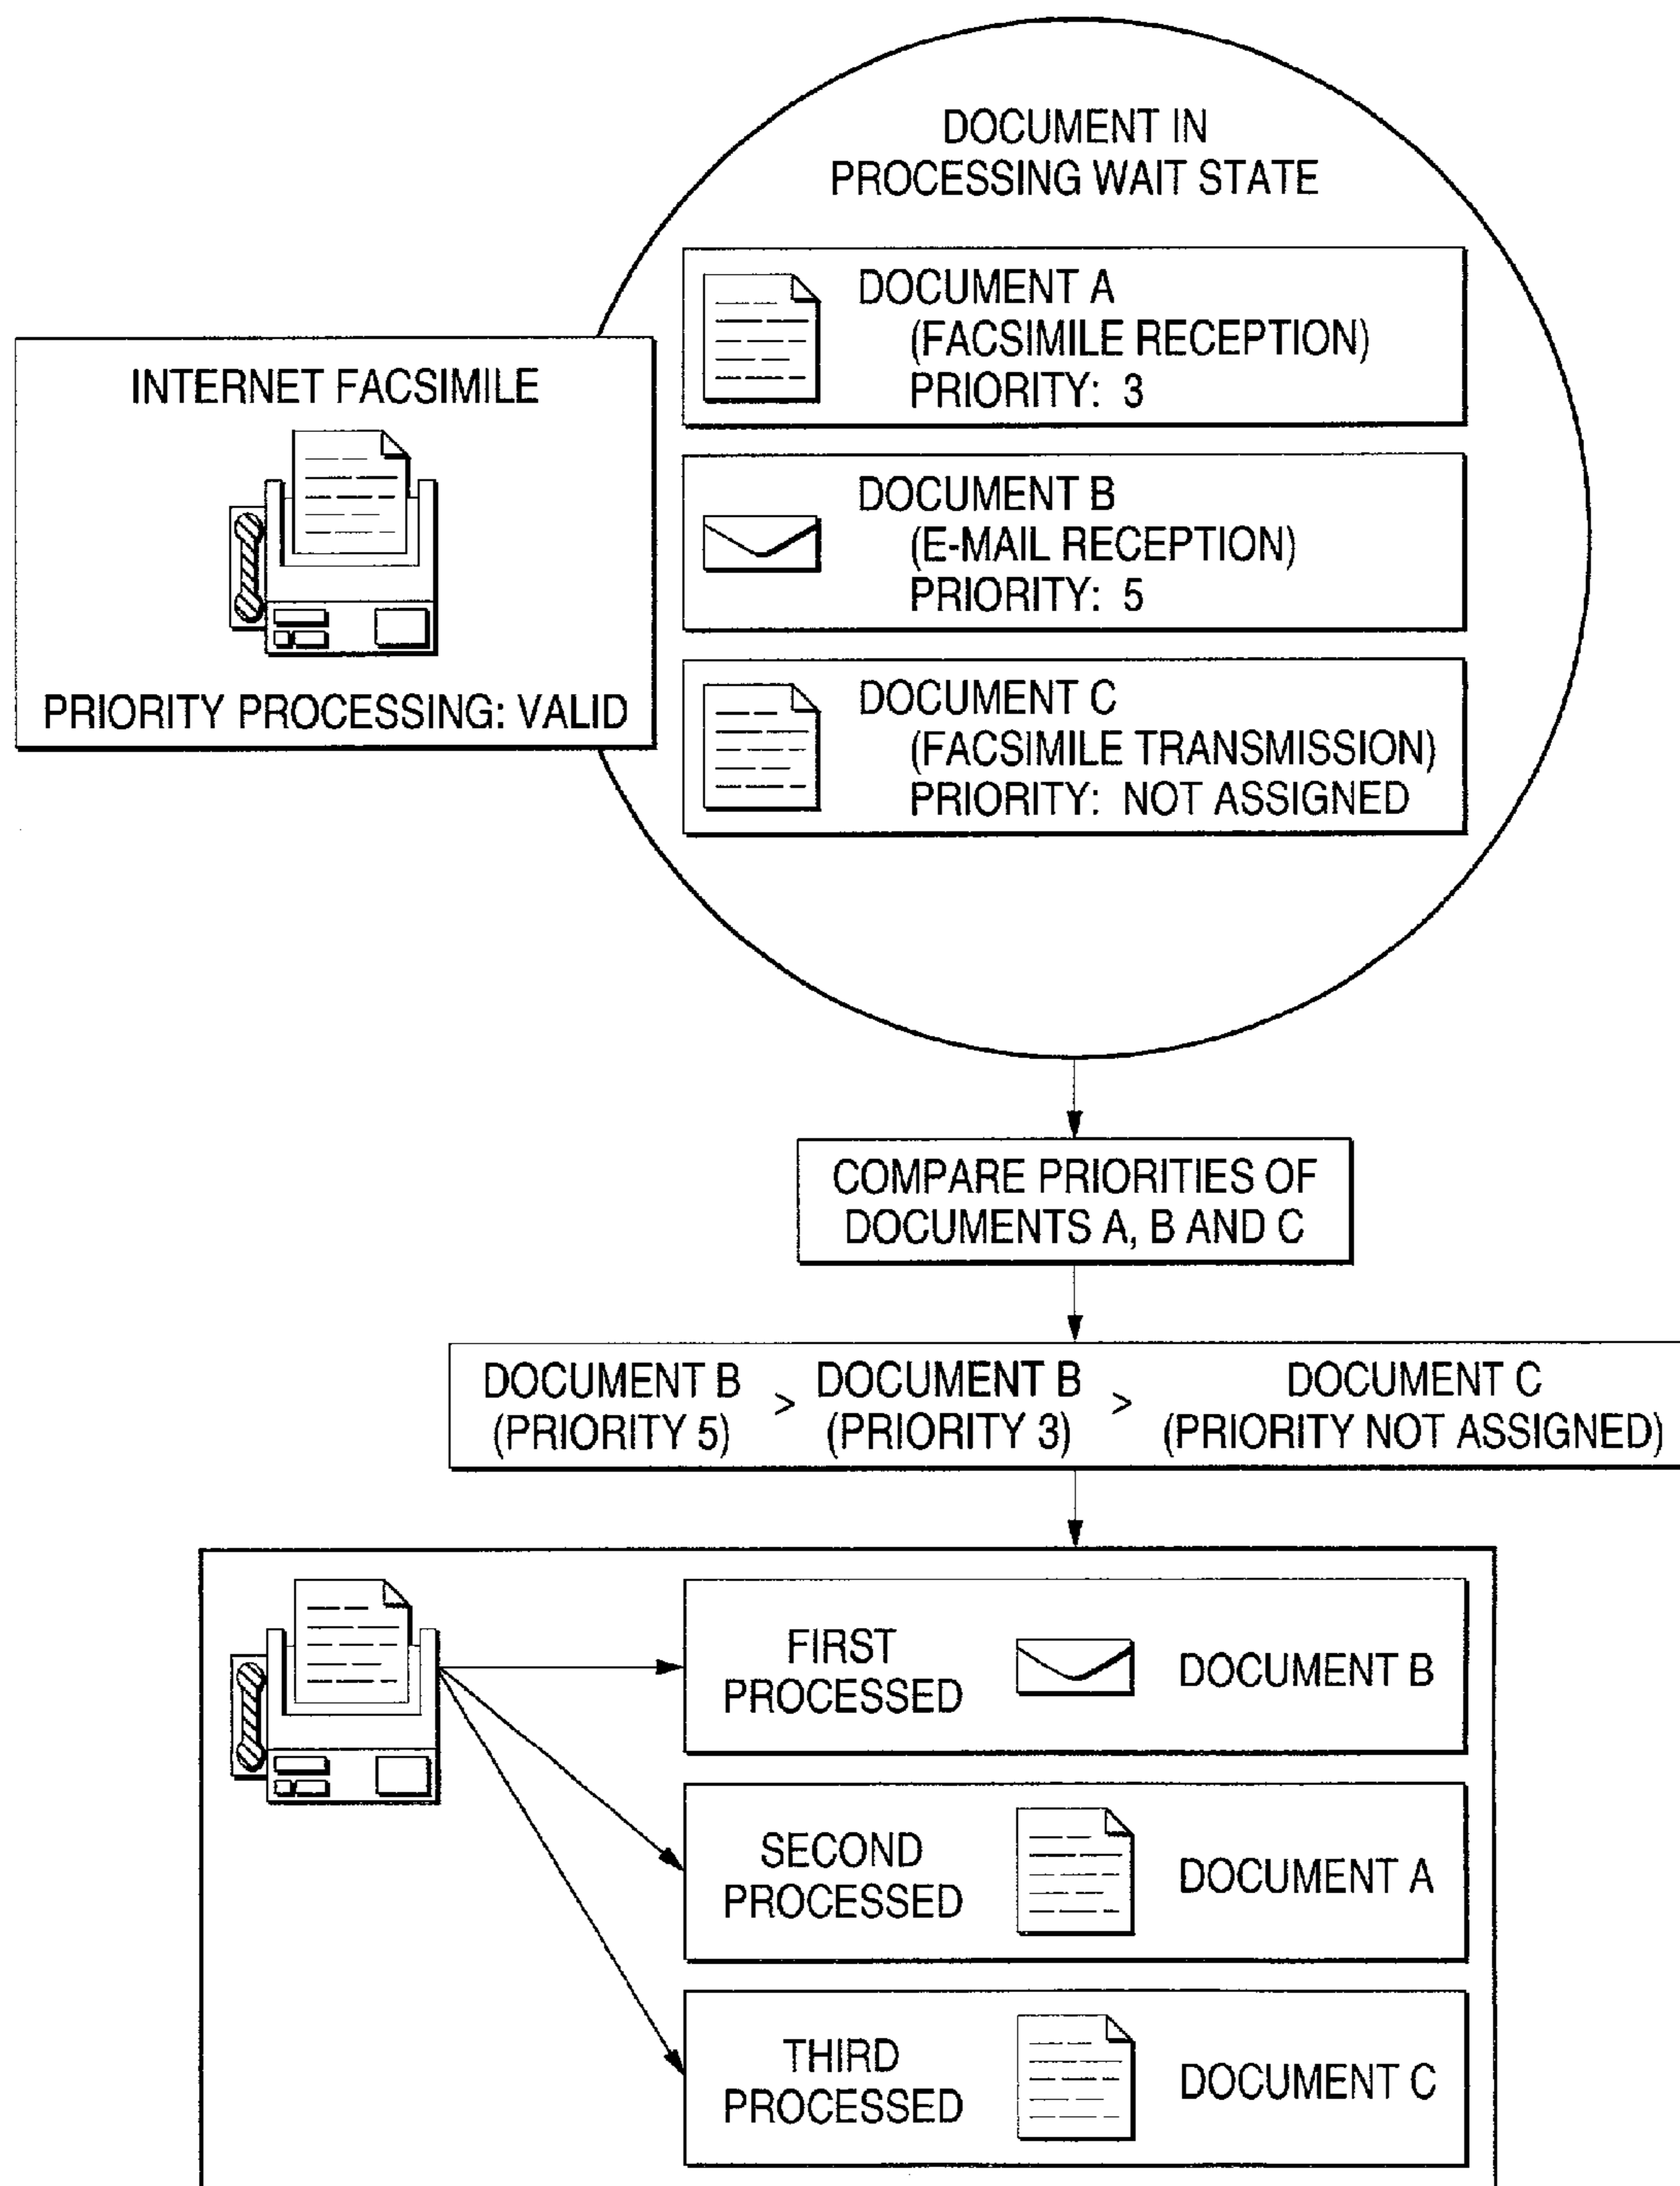 DOCUMENT IN
PROCESSING WAIT STATE
DOCUMENT A
(FACSIMILE RECEPTION)
PRIORITY: 3
INTERNET FACSIMILE
PRIORITY PROCESSING: VALID
DOCUMENT B
(E-MAIL RECEPTION)
PRIORITY: 5
DOCUMENT C
(FACSIMILE TRANSMISSION)
PRIORITY: NOT ASSIGNED
COMPARE PRIORITIES OF
DOCUMENTS A, B AND C
DOCUMENT B > DOCUMENT B > DOCUMENT C
(PRIORITY 5) (PRIORITY 3) (PRIORITY NOT ASSIGNED)
FIRST
PROCESSED
DOCUMENT B
SECOND
PROCESSED
DOCUMENT A
THIRD
PROCESSED
DOCUMENT C